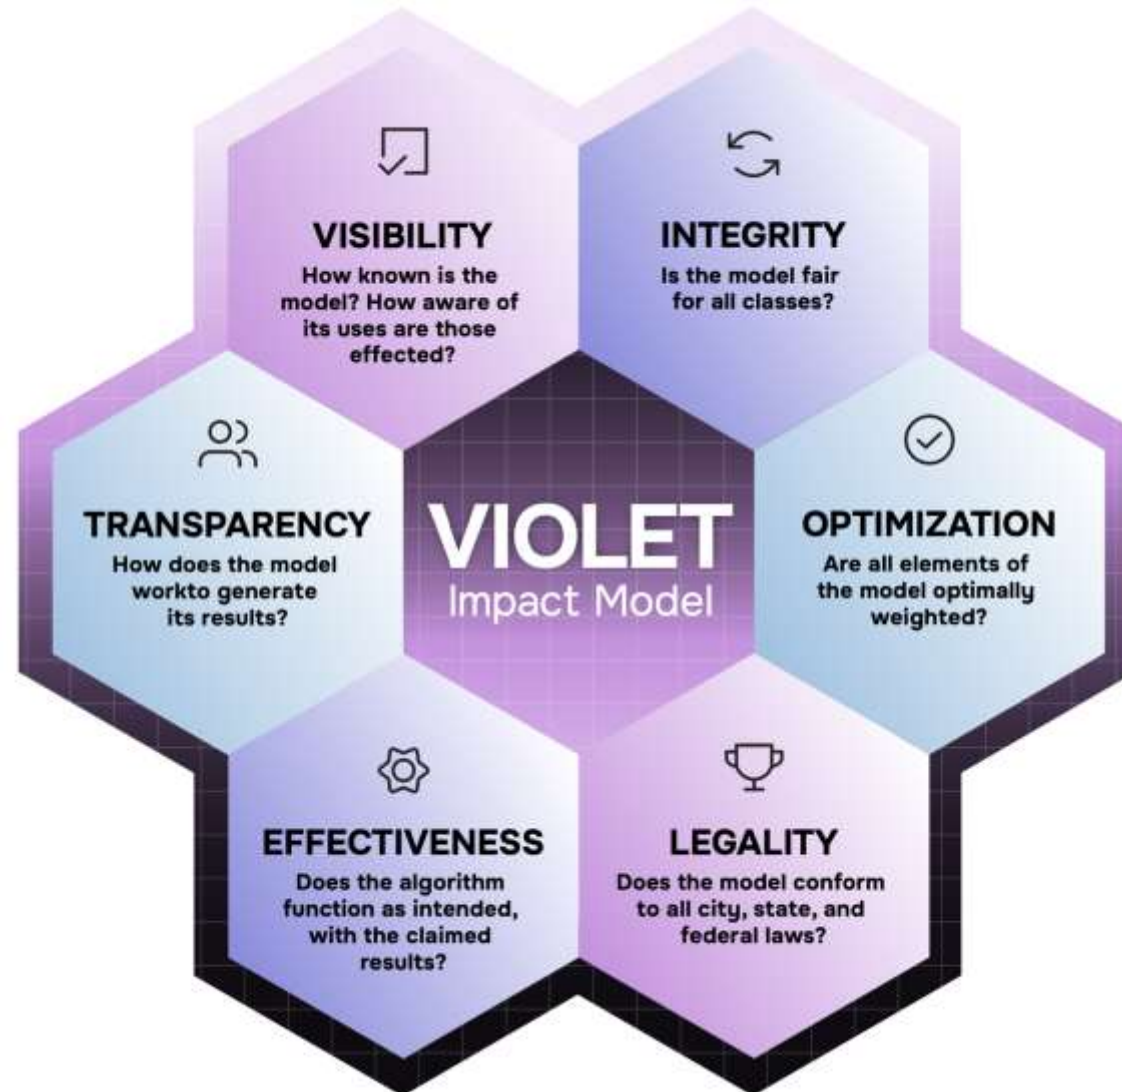 VISIBILITY
How known is the
model? How aware of
its uses are those
effected?
INTEGRITY
Is the model fair
for all classes?
TRANSPARENCY
How does the model
workto generate
its results?
VIOLET
Impact Model
OPTIMIZATION
Are all elements of
the model optimally
weighted?
EFFECTIVENESS
Does the algorithm
function as intended,
with the claimed
results?
LEGALITY
Does the model conform
to all city, state, and
federal laws?